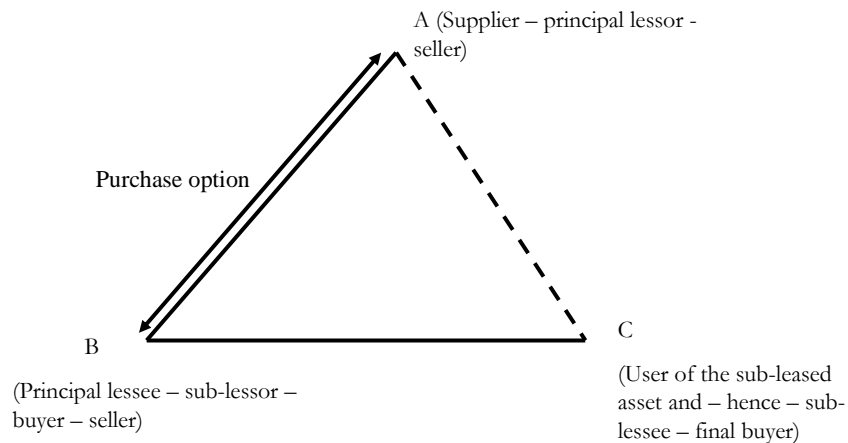 A (Supplier – principal lessor -
seller)
Purchase option
B
C
(Principal lessee – sub-lessor –
buyer – seller)
(User of the sub-leased
asset and – hence – sub-
lessee – final buyer)